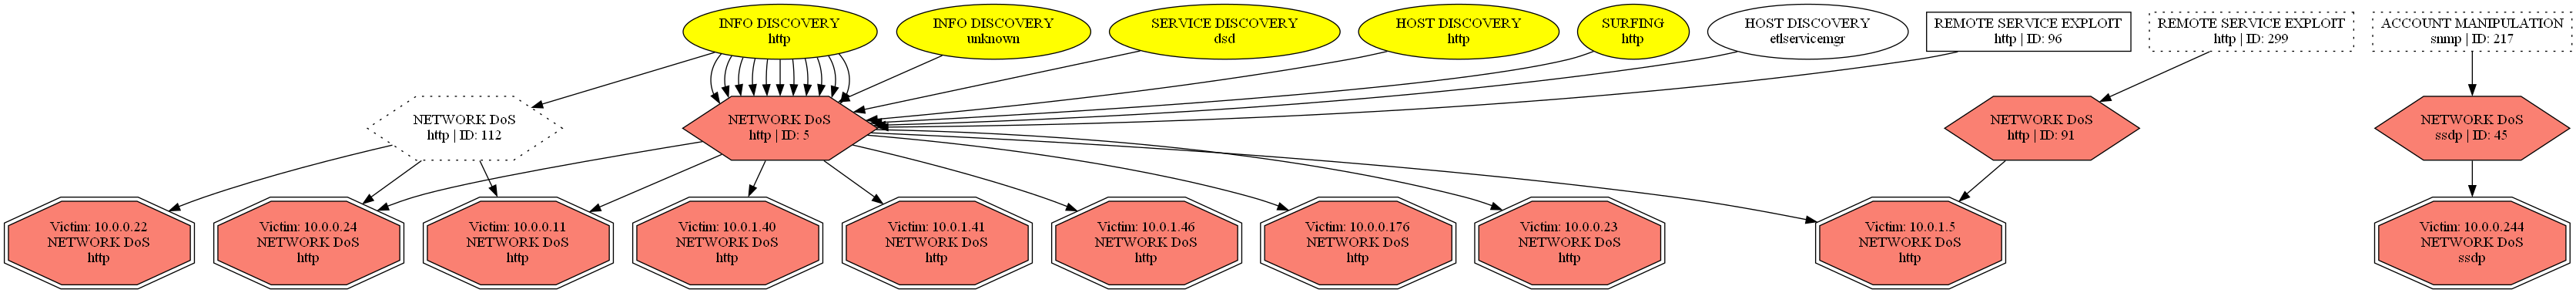 INFO DISCOVERY
http
INFO DISCOVERY
unknown
SERVICE DISCOVERY
dsd
HOST DISCOVERY
http
SURFING
http
HOST DISCOVERY
etlservicemgr
REMOTE SERVICE EXPLOIT
http | ID: 96
REMOTE SERVICE EXPLOIT
http | ID: 299
ACCOUNT MANIPULATION
snmp | ID: 217
NETWORK DoS
http | ID: 112
NETWORK DoS
http | ID: 5
NETWORK DoS
http | ID: 91
NETWORK DoS
ssdp | ID: 45
Victim: 10.0.0.22
NETWORK DoS
http
Victim: 10.0.0.24
NETWORK DoS
http
Victim: 10.0.0.11
NETWORK DoS
http
Victim: 10.0.1.40
NETWORK DoS
http
Victim: 10.0.1.41
NETWORK DoS
http
Victim: 10.0.1.46
NETWORK DoS
http
Victim: 10.0.0.176
NETWORK DoS
http
Victim: 10.0.0.23
NETWORK DoS
http
Victim: 10.0.1.5
NETWORK DoS
http
Victim: 10.0.0.244
NETWORK DoS
ssdp